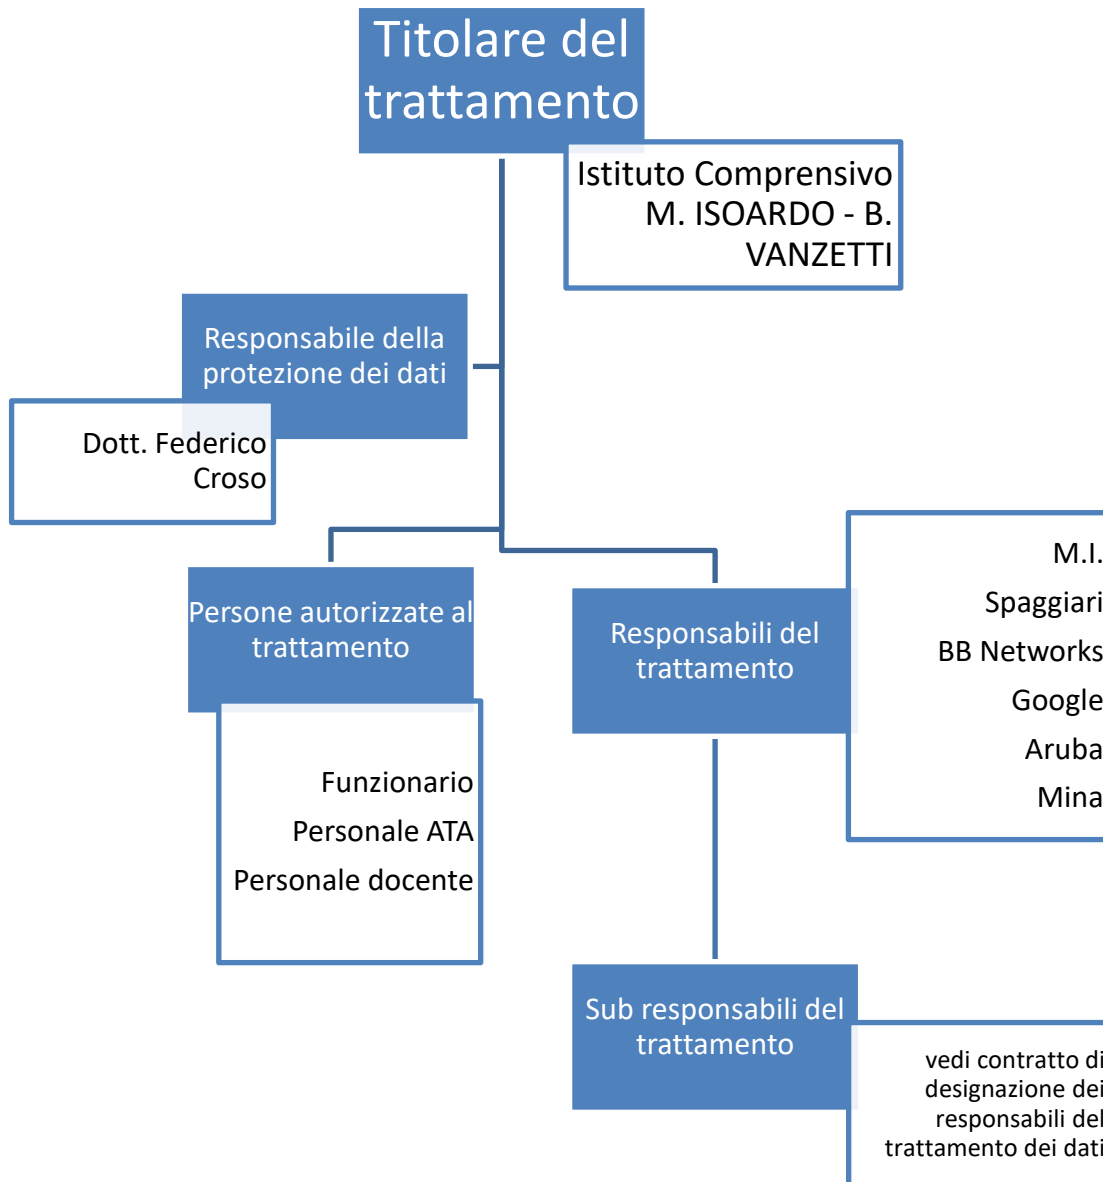 Titolare del
trattamento
Istituto Comprensivo
M. ISOARDO - B.
VANZETTI
Responsabile della
protezione dei dati
Dott. Federico
Croso
Persone autorizzate al
trattamento
Funzionario
Personale ATA
Personale docente
Responsabili del
trattamento
M.I.
Spaggiari
BB Networks
Google
Aruba
Mina
Sub responsabili del
trattamento
vedi contratto di
designazione dei
responsabili del
trattamento dei dati